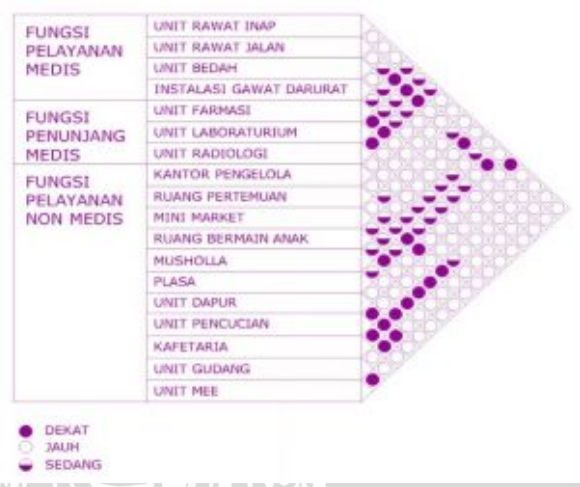 FUNGSI
PELAYANAN
MEDIS
UNIT RAWAT INAP
UNIT RAWAT JALAN
UNIT BEDAH
INSTALASI GAWAT DARURAT
FUNGSI
PENUNJANG
MEDIS
UNIT FARMASI
UNIT LABORATURIUM
UNIT RADIOLOGI
FUNGSI
PELAYANAN
NON MEDIS
KANTOR PENGELOLA
RUANG PERTEMUAN
MINI MARKET
RUANG BERMAIN ANAK
MUSHOLLA
PLASA
UNIT DAPUR
UNIT PENCUCIAN
KAFETARIA
UNIT GUDANG
UNIT MEE
DEKAT
JAUH
SEDANG